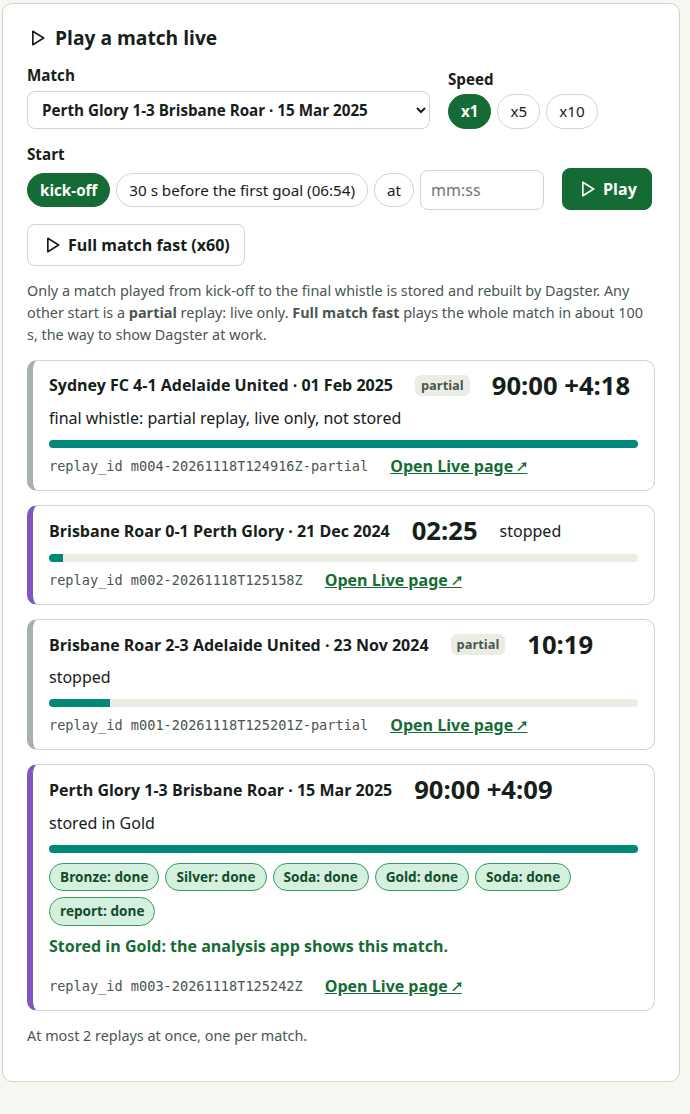 Play a match live
Match
Speed
Perth Glory 1-3 Brisbane Roar · 15 Mar 2025
x1 x5 x10
Start
kick-off 30 s before the first goal (06:54) at mm:ss Play
Full match fast (x60)
Only a match played from kick-off to the final whistle is stored and rebuilt by Dagster. Any
other start is a partial replay: live only. Full match fast plays the whole match in about 100
s, the way to show Dagster at work.
Sydney FC 4-1 Adelaide United · 01 Feb 2025 partial 90:00 +4:18
final whistle: partial replay, live only, not stored
replay_id m004-20261118T124916Z-partial Open Live page ↗
Brisbane Roar 0-1 Perth Glory · 21 Dec 2024 02:25 stopped
replay_id m002-20261118T125158Z Open Live page ↗
Brisbane Roar 2-3 Adelaide United · 23 Nov 2024 partial 10:19
stopped
replay_id m001-20261118T125201Z-partial Open Live page ↗
Perth Glory 1-3 Brisbane Roar · 15 Mar 2025 90:00 +4:09
stored in Gold
Bronze: done Silver: done Soda: done Gold: done Soda: done
report: done
Stored in Gold: the analysis app shows this match.
replay_id m003-20261118T125242Z Open Live page ↗
At most 2 replays at once, one per match.